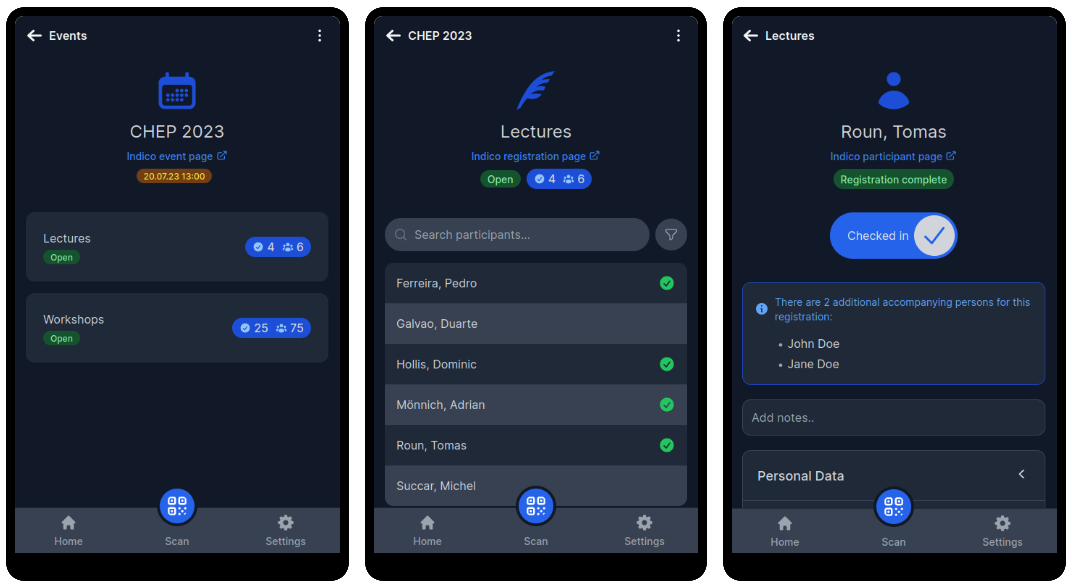 Events
CHEP 2023
Indico event page
20.07.23 13:00
Lectures
Open
4 6
Workshops
Open
25 75
Home
Scan
Settings
CHEP 2023
Lectures
Indico registration page
Open 4 6
Search participants...
Ferreira, Pedro
Galvao, Duarte
Hollis, Dominic
Mönnich, Adrian
Roun, Tomas
Succar, Michel
Home
Scan
Settings
Lectures
Roun, Tomas
Indico participant page
Registration complete
Checked in
There are 2 additional accompanying persons for this
registration:
• John Doe
• Jane Doe
Add notes..
Personal Data
Home
Scan
Settings